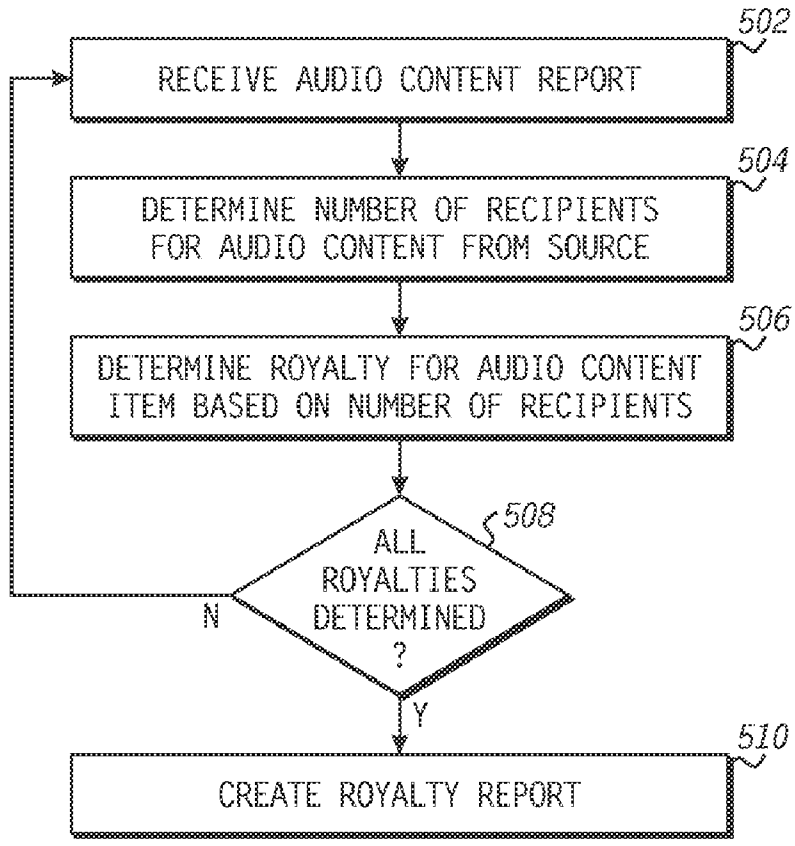 502
RECEIVE AUDIO CONTENT REPORT
504
DETERMINE NUMBER OF RECIPIENTS
FOR AUDIO CONTENT FROM SOURCE
506
DETERMINE ROYALTY FOR AUDIO CONTENT
ITEM BASED ON NUMBER OF RECIPIENTS
508
ALL
ROYALTIES
DETERMINED
?
N
Y
510
CREATE ROYALTY REPORT